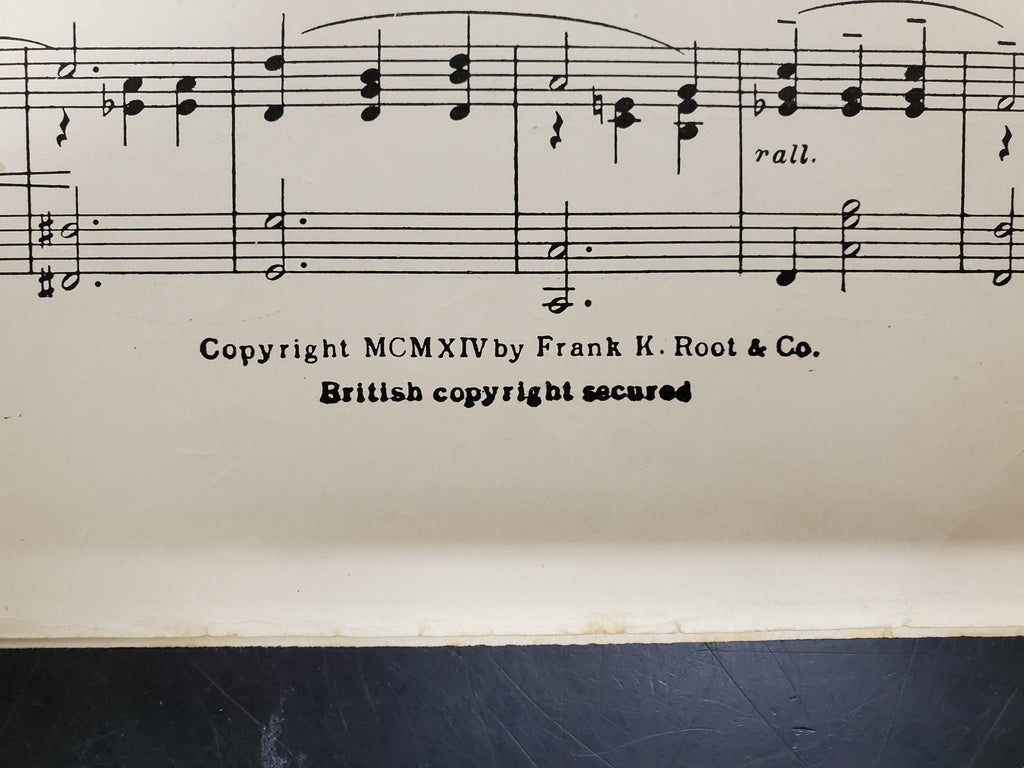 rall.
Copyright MCMXIV by Frank K. Root & Co.
British copyright secured